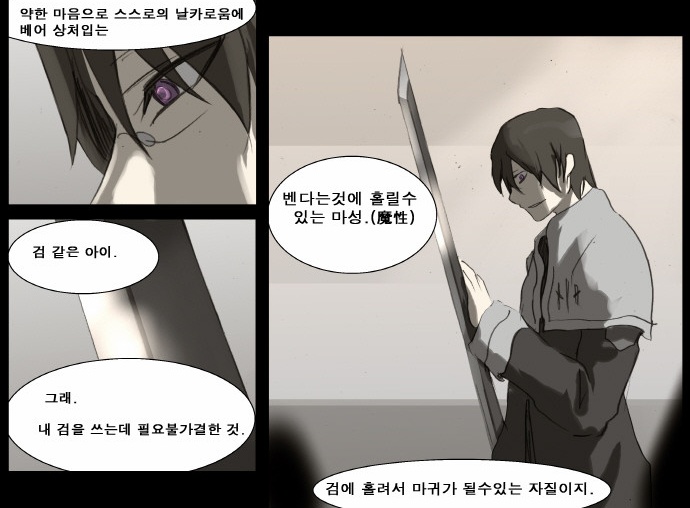 약한 마음으로 스스로의 날카로움에
베어 상처입는
검 같은 아이.
그래.
내 검을 쓰는데 필요불가결한 것.
벤다는것에 홀릴수
있는 마성.(魔性)
검에 홀려서 마귀가 될수있는 자질이지.